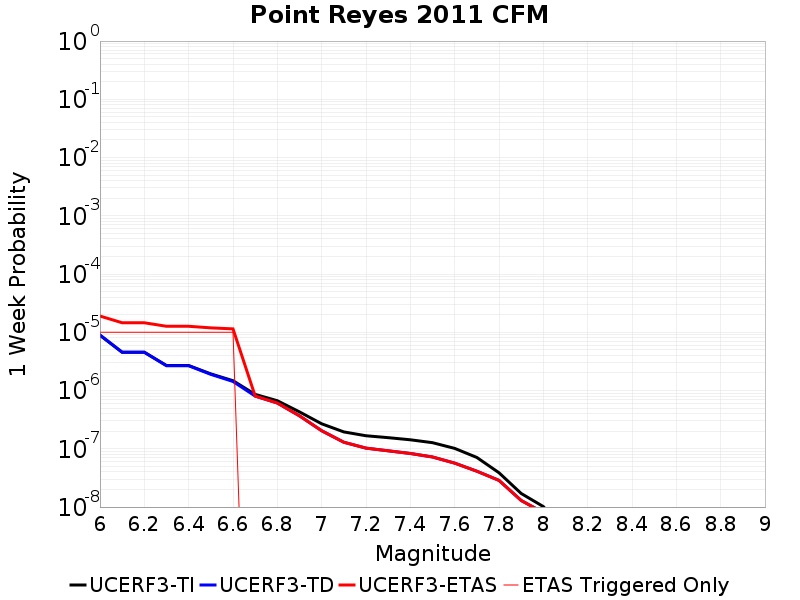 Point Reyes 2011 CFM
1 Week Probability
10^0
10^-1
10^-2
10^-3
10^-4
10^-5
10^-6
10^-7
10^-8
6 6.2 6.4 6.6 6.8 7 7.2 7.4 7.6 7.8 8 8.2 8.4 8.6 8.8 9
Magnitude
UCERF3-TI UCERF3-TD UCERF3-ETAS ETAS Triggered Only